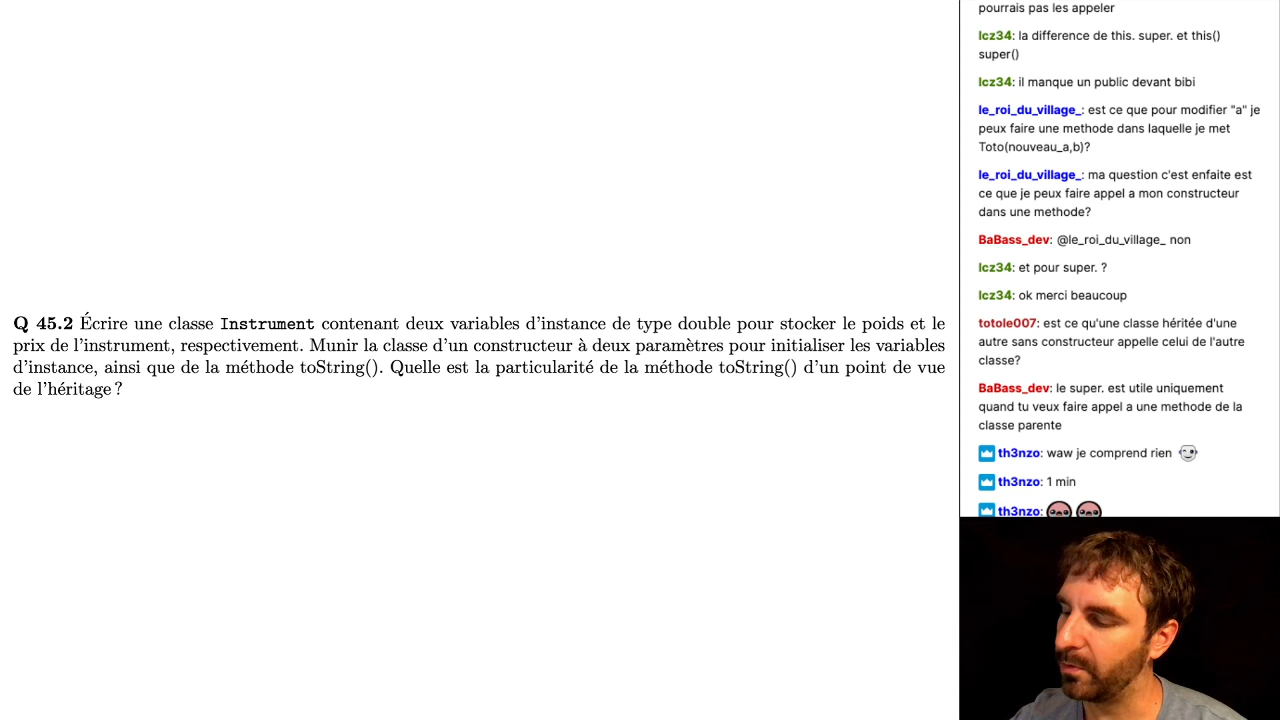 Q 45.2 Écrire une classe Instrument contenant deux variables d'instance de type double pour stocker le poids et le
prix de l'instrument, respectivement. Munir la classe d'un constructeur à deux paramètres pour initialiser les variables
d'instance, ainsi que de la méthode toString(). Quelle est la particularité de la méthode toString() d'un point de vue
de l'héritage ?
pourrais pas les appeler
lcz34: la difference de this. super. et this()
super()
lcz34: il manque un public devant bibi
le_roi_du_village_: est ce que pour modifier "a" je
peux faire une methode dans laquelle je met
Toto(nouveau_a,b)?
le_roi_du_village_: ma question c'est enfaite est
ce que je peux faire appel a mon constructeur
dans une methode?
BaBass_dev: @le_roi_du_village_ non
lcz34: et pour super. ?
lcz34: ok merci beaucoup
totole007: est ce qu'une classe héritée d'une
autre sans constructeur appelle celui de l'autre
classe?
BaBass_dev: le super. est utile uniquement
quand tu veux faire appel a une methode de la
classe parente
th3nzo: waw je comprend rien
th3nzo: 1 min
th3nzo: